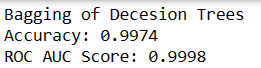 Bagging of Decesion Trees
Accuracy: 0.9974
ROC AUC Score: 0.9998